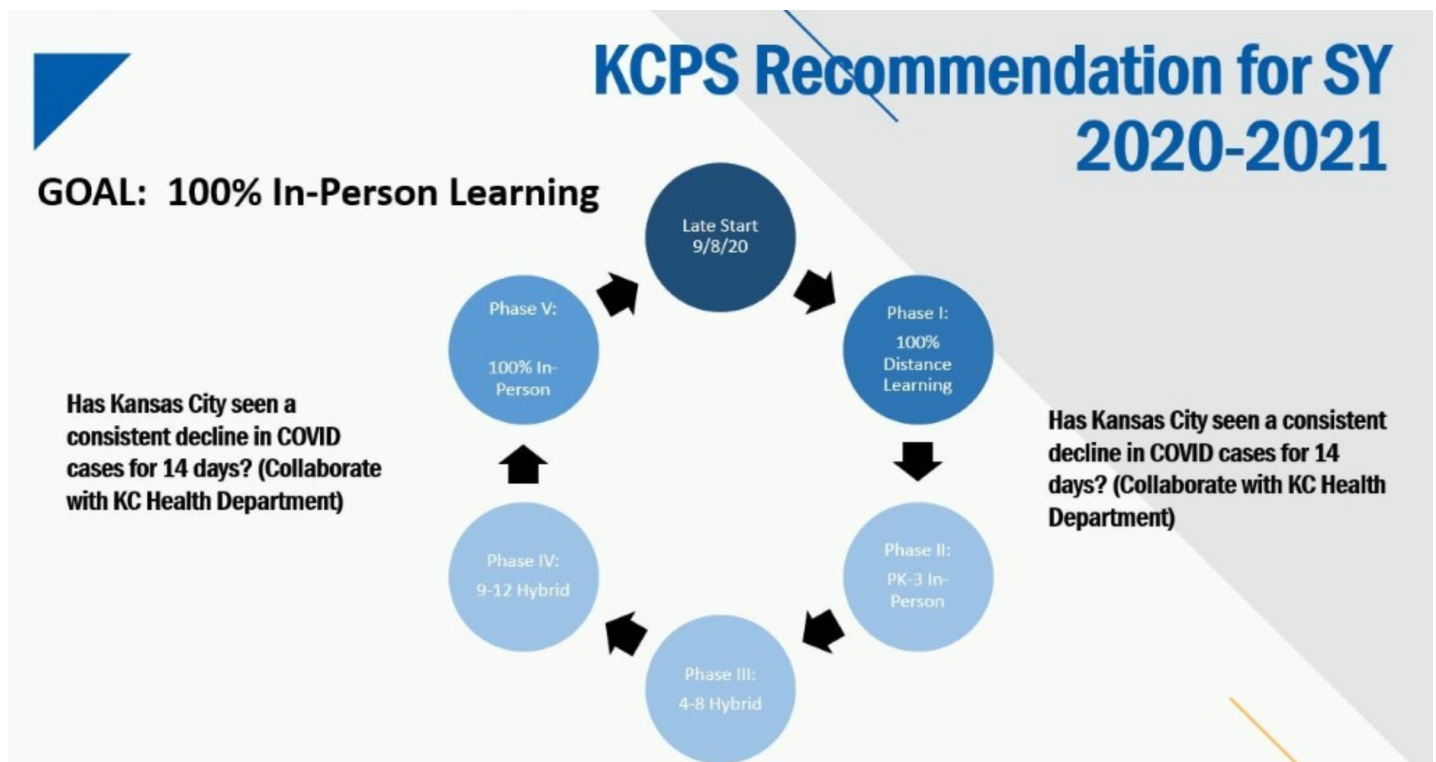 KCPS Recommendation for SY
2020-2021
GOAL: 100% In-Person Learning
Late Start
9/8/20
Phase I:
100%
Distance
Learning
Has Kansas City seen a consistent
decline in COVID cases for 14
days? (Collaborate with KC Health
Department)
Phase II:
PK-3 In-
Person
Phase III:
4-8 Hybrid
Phase IV:
9-12 Hybrid
Has Kansas City seen a
consistent decline in COVID
cases for 14 days? (Collaborate
with KC Health Department)
Phase V:
100% In-
Person